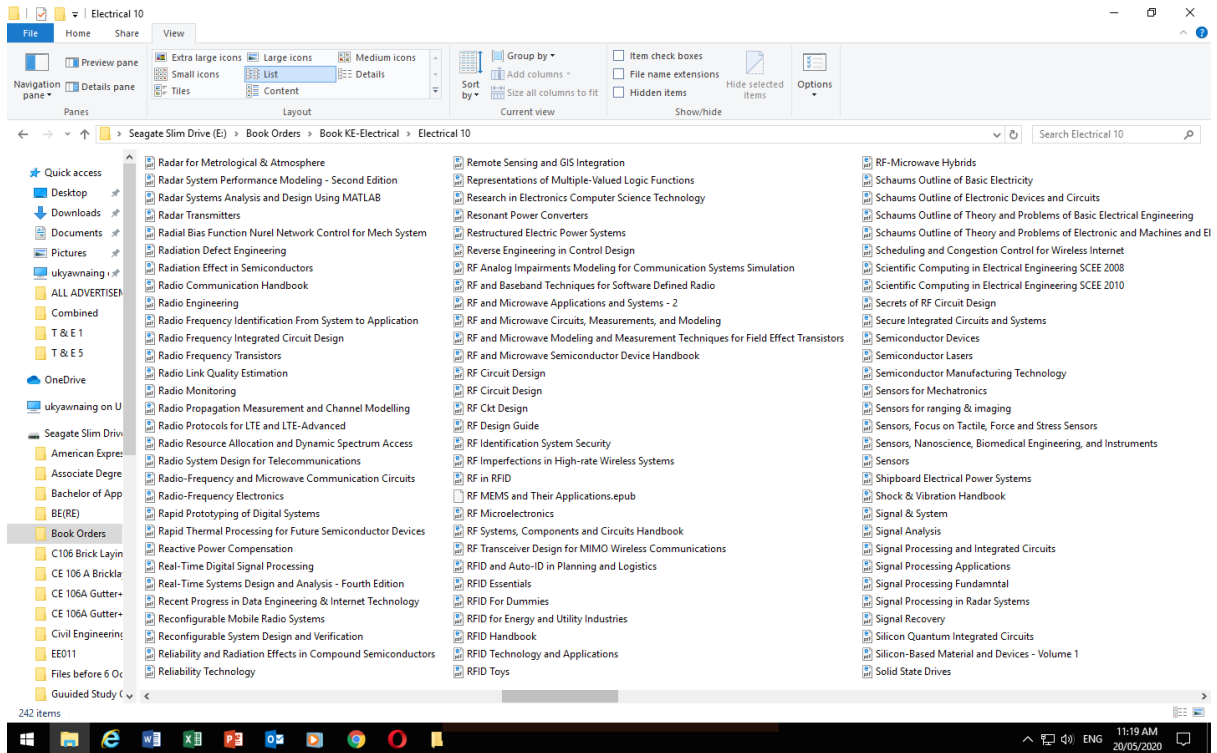 Electrical 10
File Home Share View
Preview pane
Details pane
Navigation pane
Panes
Extra large icons Large icons Medium icons
Small icons List Details
Tiles Content
Layout
Sort by
Group by
Add columns
Size all columns to fit
Current view
Item check boxes
File name extensions
Hidden items
Hide selected items
Show/hide
Options
Seagate Slim Drive (E:) > Book Orders > Book KE-Electrical > Electrical 10
Search Electrical 10
Quick access
Desktop
Downloads
Documents
Pictures
ukyawnaing
ALL ADVERTISEN
Combined
T & E 1
T & E 5
OneDrive
ukyawnaing on U
Seagate Slim Driv
American Expres
Associate Degre
Bachelor of App
BE(RE)
Book Orders
C106 Brick Layin
CE 106 A Brickla
CE 106A Gutter+
CE 106A Gutter+
Civil Engineering
EE011
Files before 6 Oc
Guuided Study
Radar for Metrological & Atmosphere
Radar System Performance Modeling - Second Edition
Radar Systems Analysis and Design Using MATLAB
Radar Transmitters
Radial Bias Function Nurel Network Control for Mech System
Radiation Defect Engineering
Radiation Effect in Semiconductors
Radio Communication Handbook
Radio Engineering
Radio Frequency Identification From System to Application
Radio Frequency Integrated Circuit Design
Radio Frequency Transistors
Radio Link Quality Estimation
Radio Monitoring
Radio Propagation Measurement and Channel Modelling
Radio Protocols for LTE and LTE-Advanced
Radio Resource Allocation and Dynamic Spectrum Access
Radio System Design for Telecommunications
Radio-Frequency and Microwave Communication Circuits
Radio-Frequency Electronics
Rapid Prototyping of Digital Systems
Rapid Thermal Processing for Future Semiconductor Devices
Reactive Power Compensation
Real-Time Digital Signal Processing
Real-Time Systems Design and Analysis - Fourth Edition
Recent Progress in Data Engineering & Internet Technology
Reconfigurable Mobile Radio Systems
Reconfigurable System Design and Verification
Reliability and Radiation Effects in Compound Semiconductors
Reliability Technology
Remote Sensing and GIS Integration
Representations of Multiple-Valued Logic Functions
Research in Electronics Computer Science Technology
Resonant Power Converters
Restructured Electric Power Systems
Reverse Engineering in Control Design
RF Analog Impairments Modeling for Communication Systems Simulation
RF and Baseband Techniques for Software Defined Radio
RF and Microwave Applications and Systems - 2
RF and Microwave Circuits, Measurements, and Modeling
RF and Microwave Modeling and Measurement Techniques for Field Effect Transistors
RF and Microwave Semiconductor Device Handbook
RF Circuit Dersign
RF Circuit Design
RF Ckt Design
RF Design Guide
RF Identification System Security
RF Imperfections in High-rate Wireless Systems
RF in RFID
RF MEMS and Their Applications.epub
RF Microelectronics
RF Systems, Components and Circuits Handbook
RF Transceiver Design for MIMO Wireless Communications
RFID and Auto-ID in Planning and Logistics
RFID Essentials
RFID For Dummies
RFID for Energy and Utility Industries
RFID Handbook
RFID Technology and Applications
RFID Toys
RF-Microwave Hybrids
Schaums Outline of Basic Electricity
Schaums Outline of Electronic Devices and Circuits
Schaums Outline of Theory and Problems of Basic Electrical Engineering
Schaums Outline of Theory and Problems of Electronic and Machines and El
Scheduling and Congestion Control for Wireless Internet
Scientific Computing in Electrical Engineering SCEE 2008
Scientific Computing in Electrical Engineering SCEE 2010
Secrets of RF Circuit Design
Secure Integrated Circuits and Systems
Semiconductor Devices
Semiconductor Lasers
Semiconductor Manufacturing Technology
Sensors for Mechatronics
Sensors for ranging & imaging
Sensors, Focus on Tactile, Force and Stress Sensors
Sensors, Nanoscience, Biomedical Engineering, and Instruments
Sensors
Shipboard Electrical Power Systems
Shock & Vibration Handbook
Signal & System
Signal Analysis
Signal Processing and Integrated Circuits
Signal Processing Applications
Signal Processing Fundamntal
Signal Processing in Radar Systems
Signal Recovery
Silicon Quantum Integrated Circuits
Silicon-Based Material and Devices - Volume 1
Solid State Drives
242 items
ENG
11:19 AM
20/05/2020